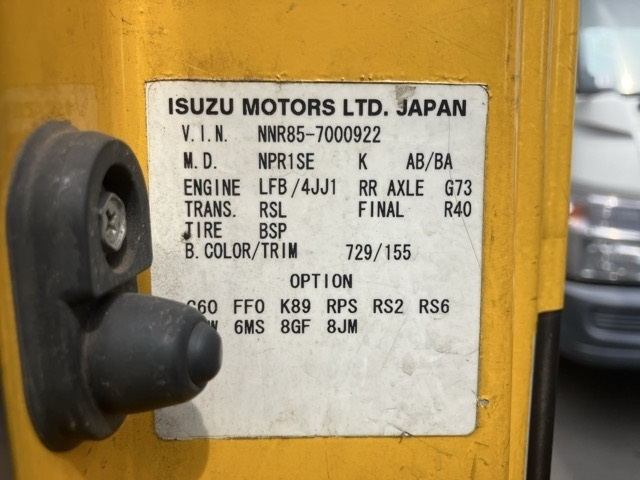 ISUZU MOTORS LTD. JAPAN
V.I.N. NNR85-7000922
M.D. NPR1SE K AB/BA
ENGINE LFB/4JJ1 RR AXLE G73
TRANS. RSL FINAL R40
TIRE BSP
B.COLOR/TRIM 729/155
OPTION
FF0 K89 RPS RS2 RS6
6MS 8GF 8JM